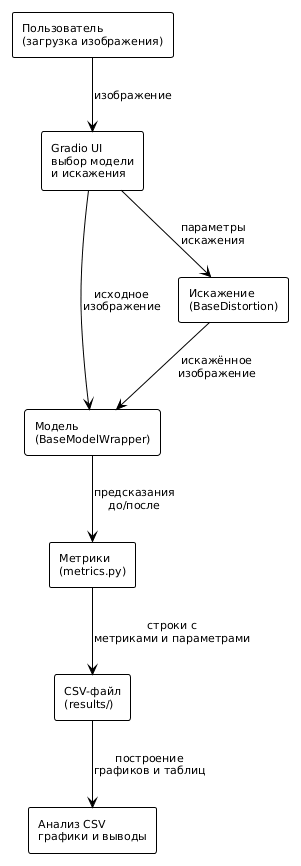 Пользователь
(загрузка изображения)
изображение
Gradio UI
выбор модели
и искажения
параметры
искажения
исходное
изображение
Искажение
(BaseDistortion)
искажённое
изображение
Модель
(BaseModelWrapper)
предсказания
до/после
Метрики
(metrics.py)
строки с
метриками и параметрами
CSV-файл
(results/)
построение
графиков и таблиц
Анализ CSV
графики и выводы